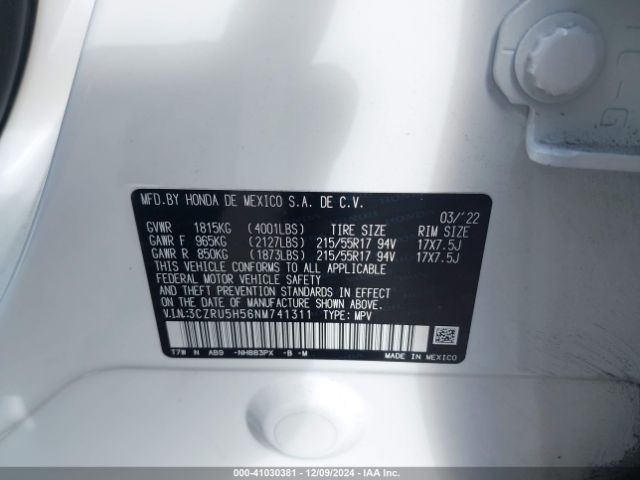 MFD.BY HONDA DE MEXICO S.A. DE C.V.
03/'22
GVWR 1815KG (4001LBS) TIRE SIZE RIM SIZE
GAWR F 965KG (2127LBS) 215/55R17 94V 17X7.5J
GAWR R 850KG (1873LBS) 215/55R17 94V 17X7.5J
THIS VEHICLE CONFORMS TO ALL APPLICABLE
FEDERAL MOTOR VEHICLE SAFETY
AND THEFT PREVENTION STANDARDS IN
EFFECT ON THE DATE OF MANUFACTURE SHOWN ABOVE.
V.I.N:3CZRU5H56NM741311 TYPE: MPV
T7W N AB9 -NH883PX -B -M
MADE IN MEXICO
000-41030381 - 12/09/2024 - IAA Inc.